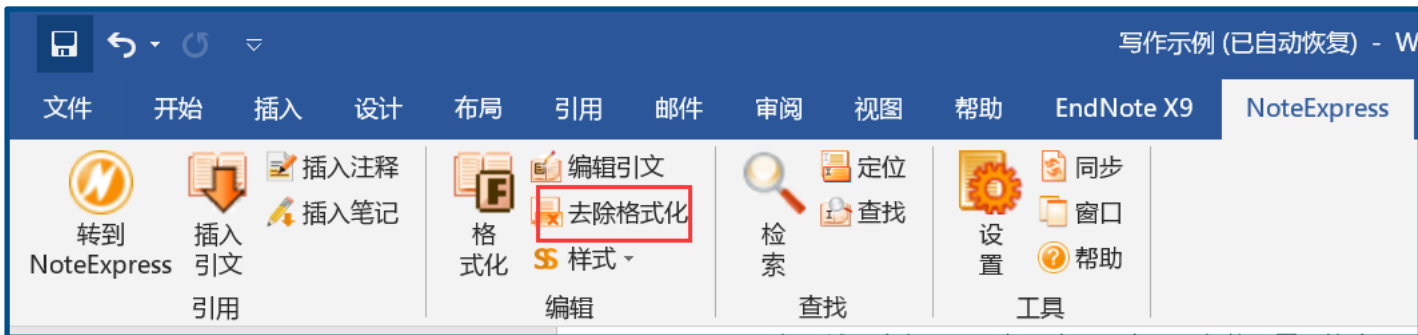 写作示例 (已自动恢复) - W
文件 开始 插入 设计 布局 引用 邮件 审阅 视图 帮助 EndNote X9 NoteExpress
转到
NoteExpress
插入
引文
插入注释
插入笔记
引用
格
式化
编辑引文
去除格式化
样式
编辑
检
索
定位
查找
查找
设
置
同步
窗口
帮助
工具